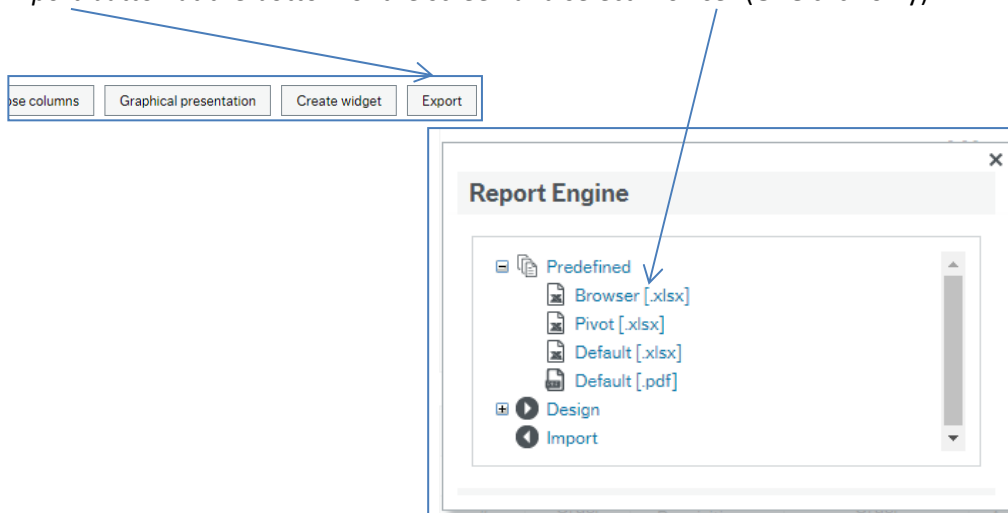 ose columns
Graphical presentation
Create widget
Export
Report Engine
Predefined
Browser [.xlsx]
Pivot [.xlsx]
Default [.xlsx]
Default [.pdf]
Design
Import